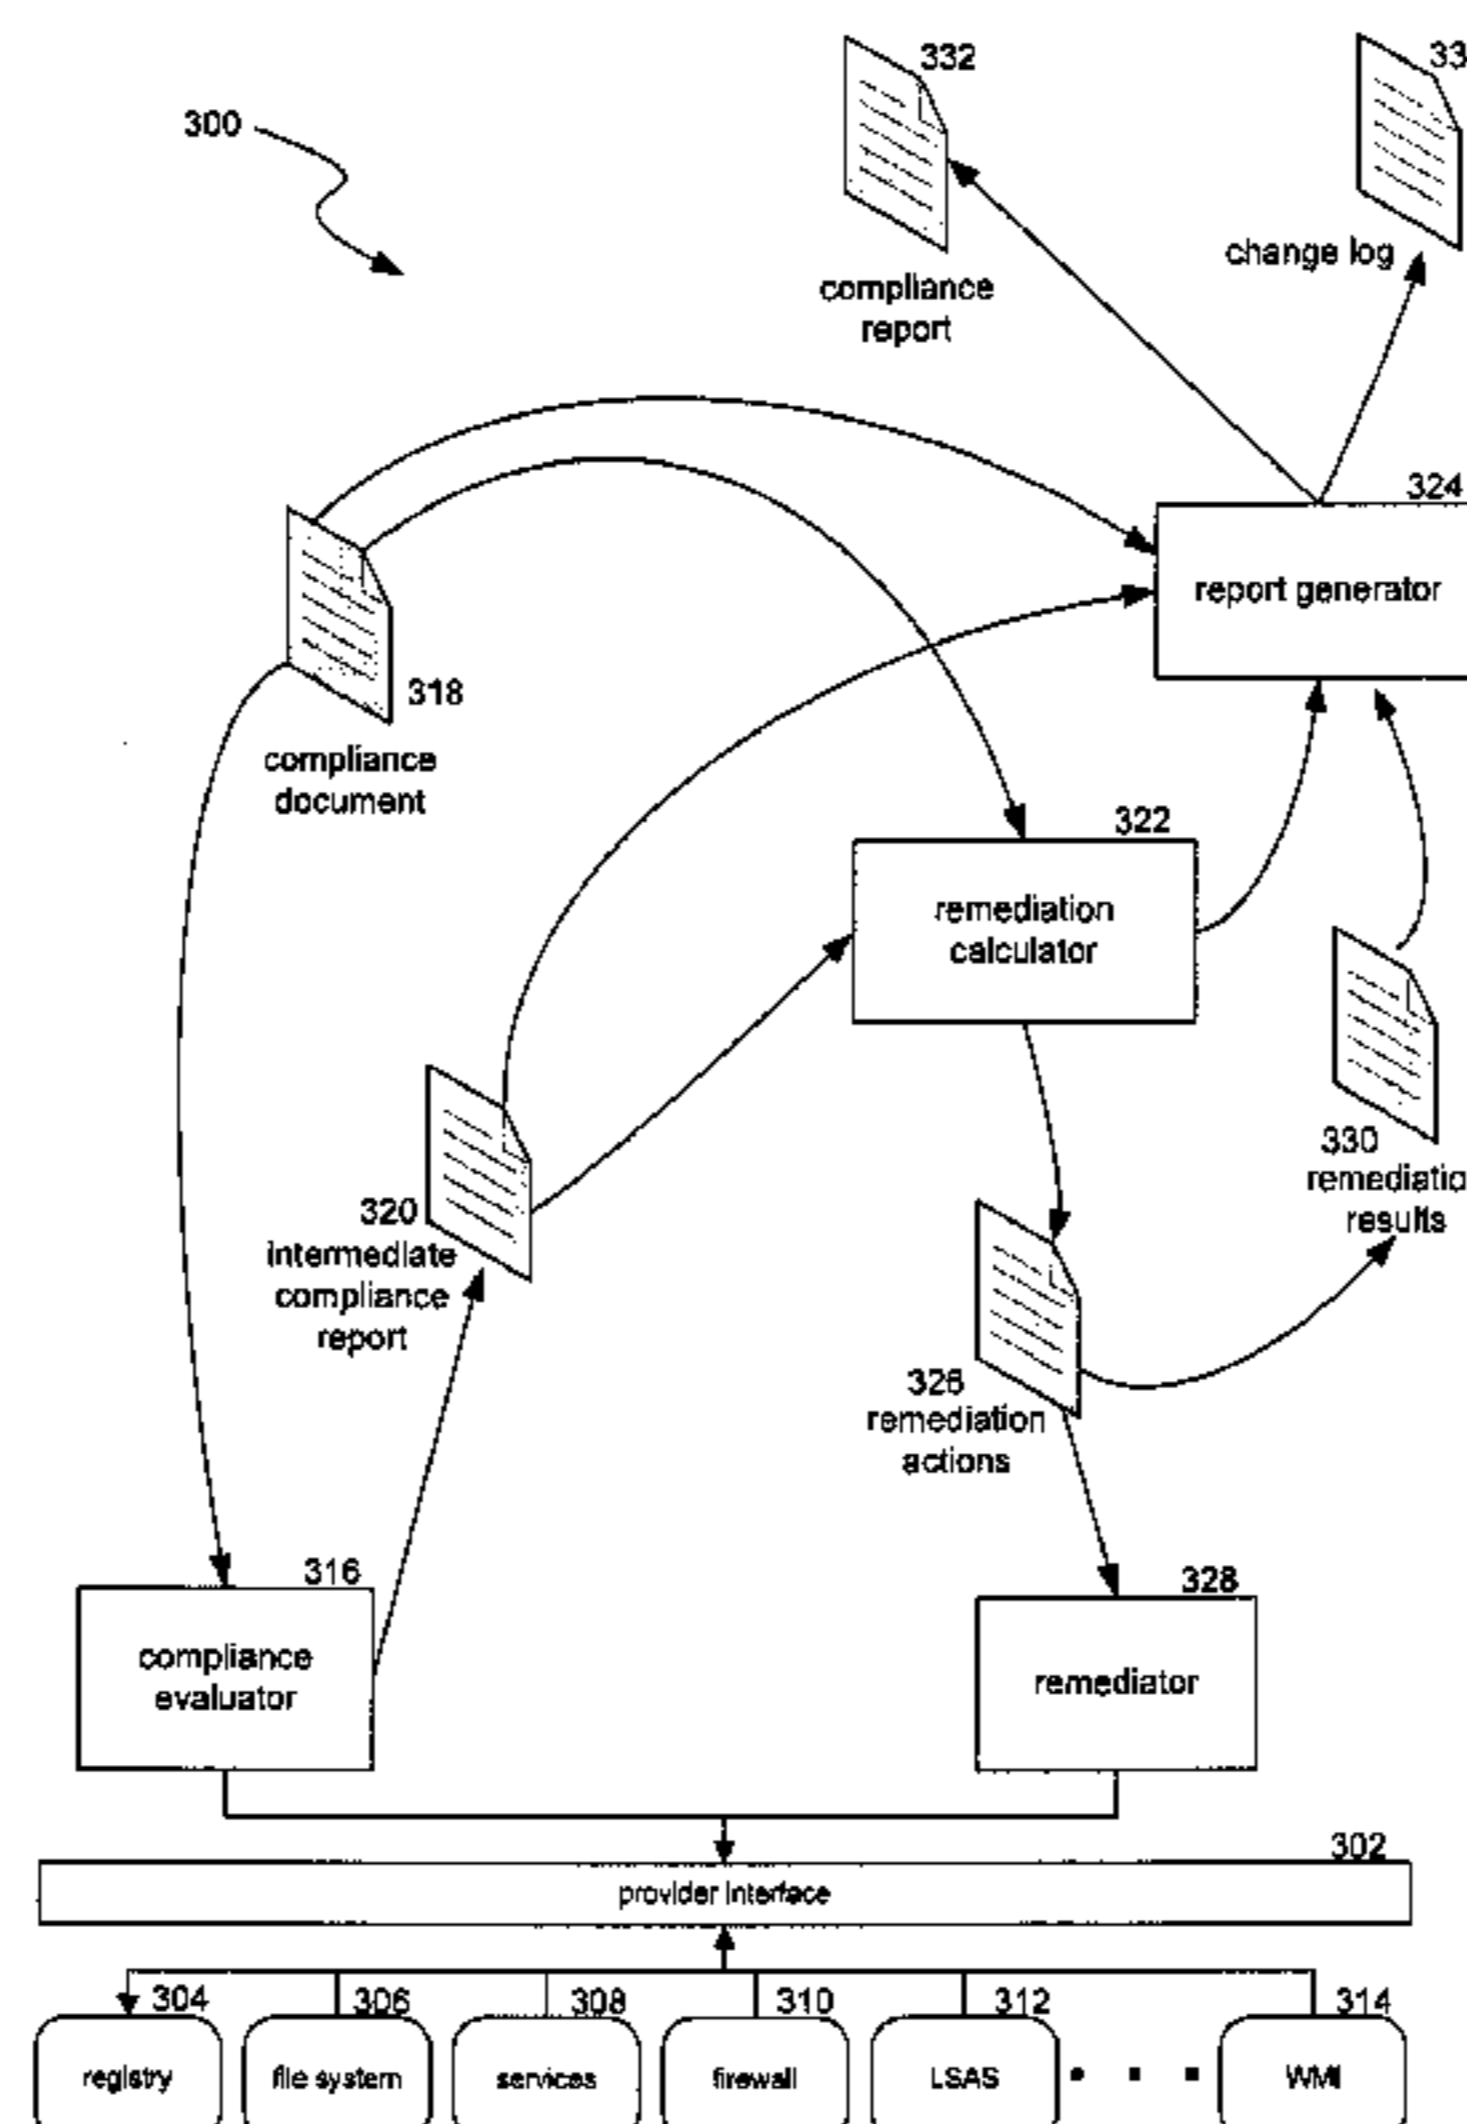 332
33
300
change log
compliance
report
324
report generator
318
compliance
document
322
remediation
calculator
330
remediatio
results
320
intermediate
compliance
report
326
remediation
actions
316
compliance
evaluator
328
remediator
302
provider interface
304
306
308
310
312
314
registry
file system
services
firewall
LSAS
. . .
WMI